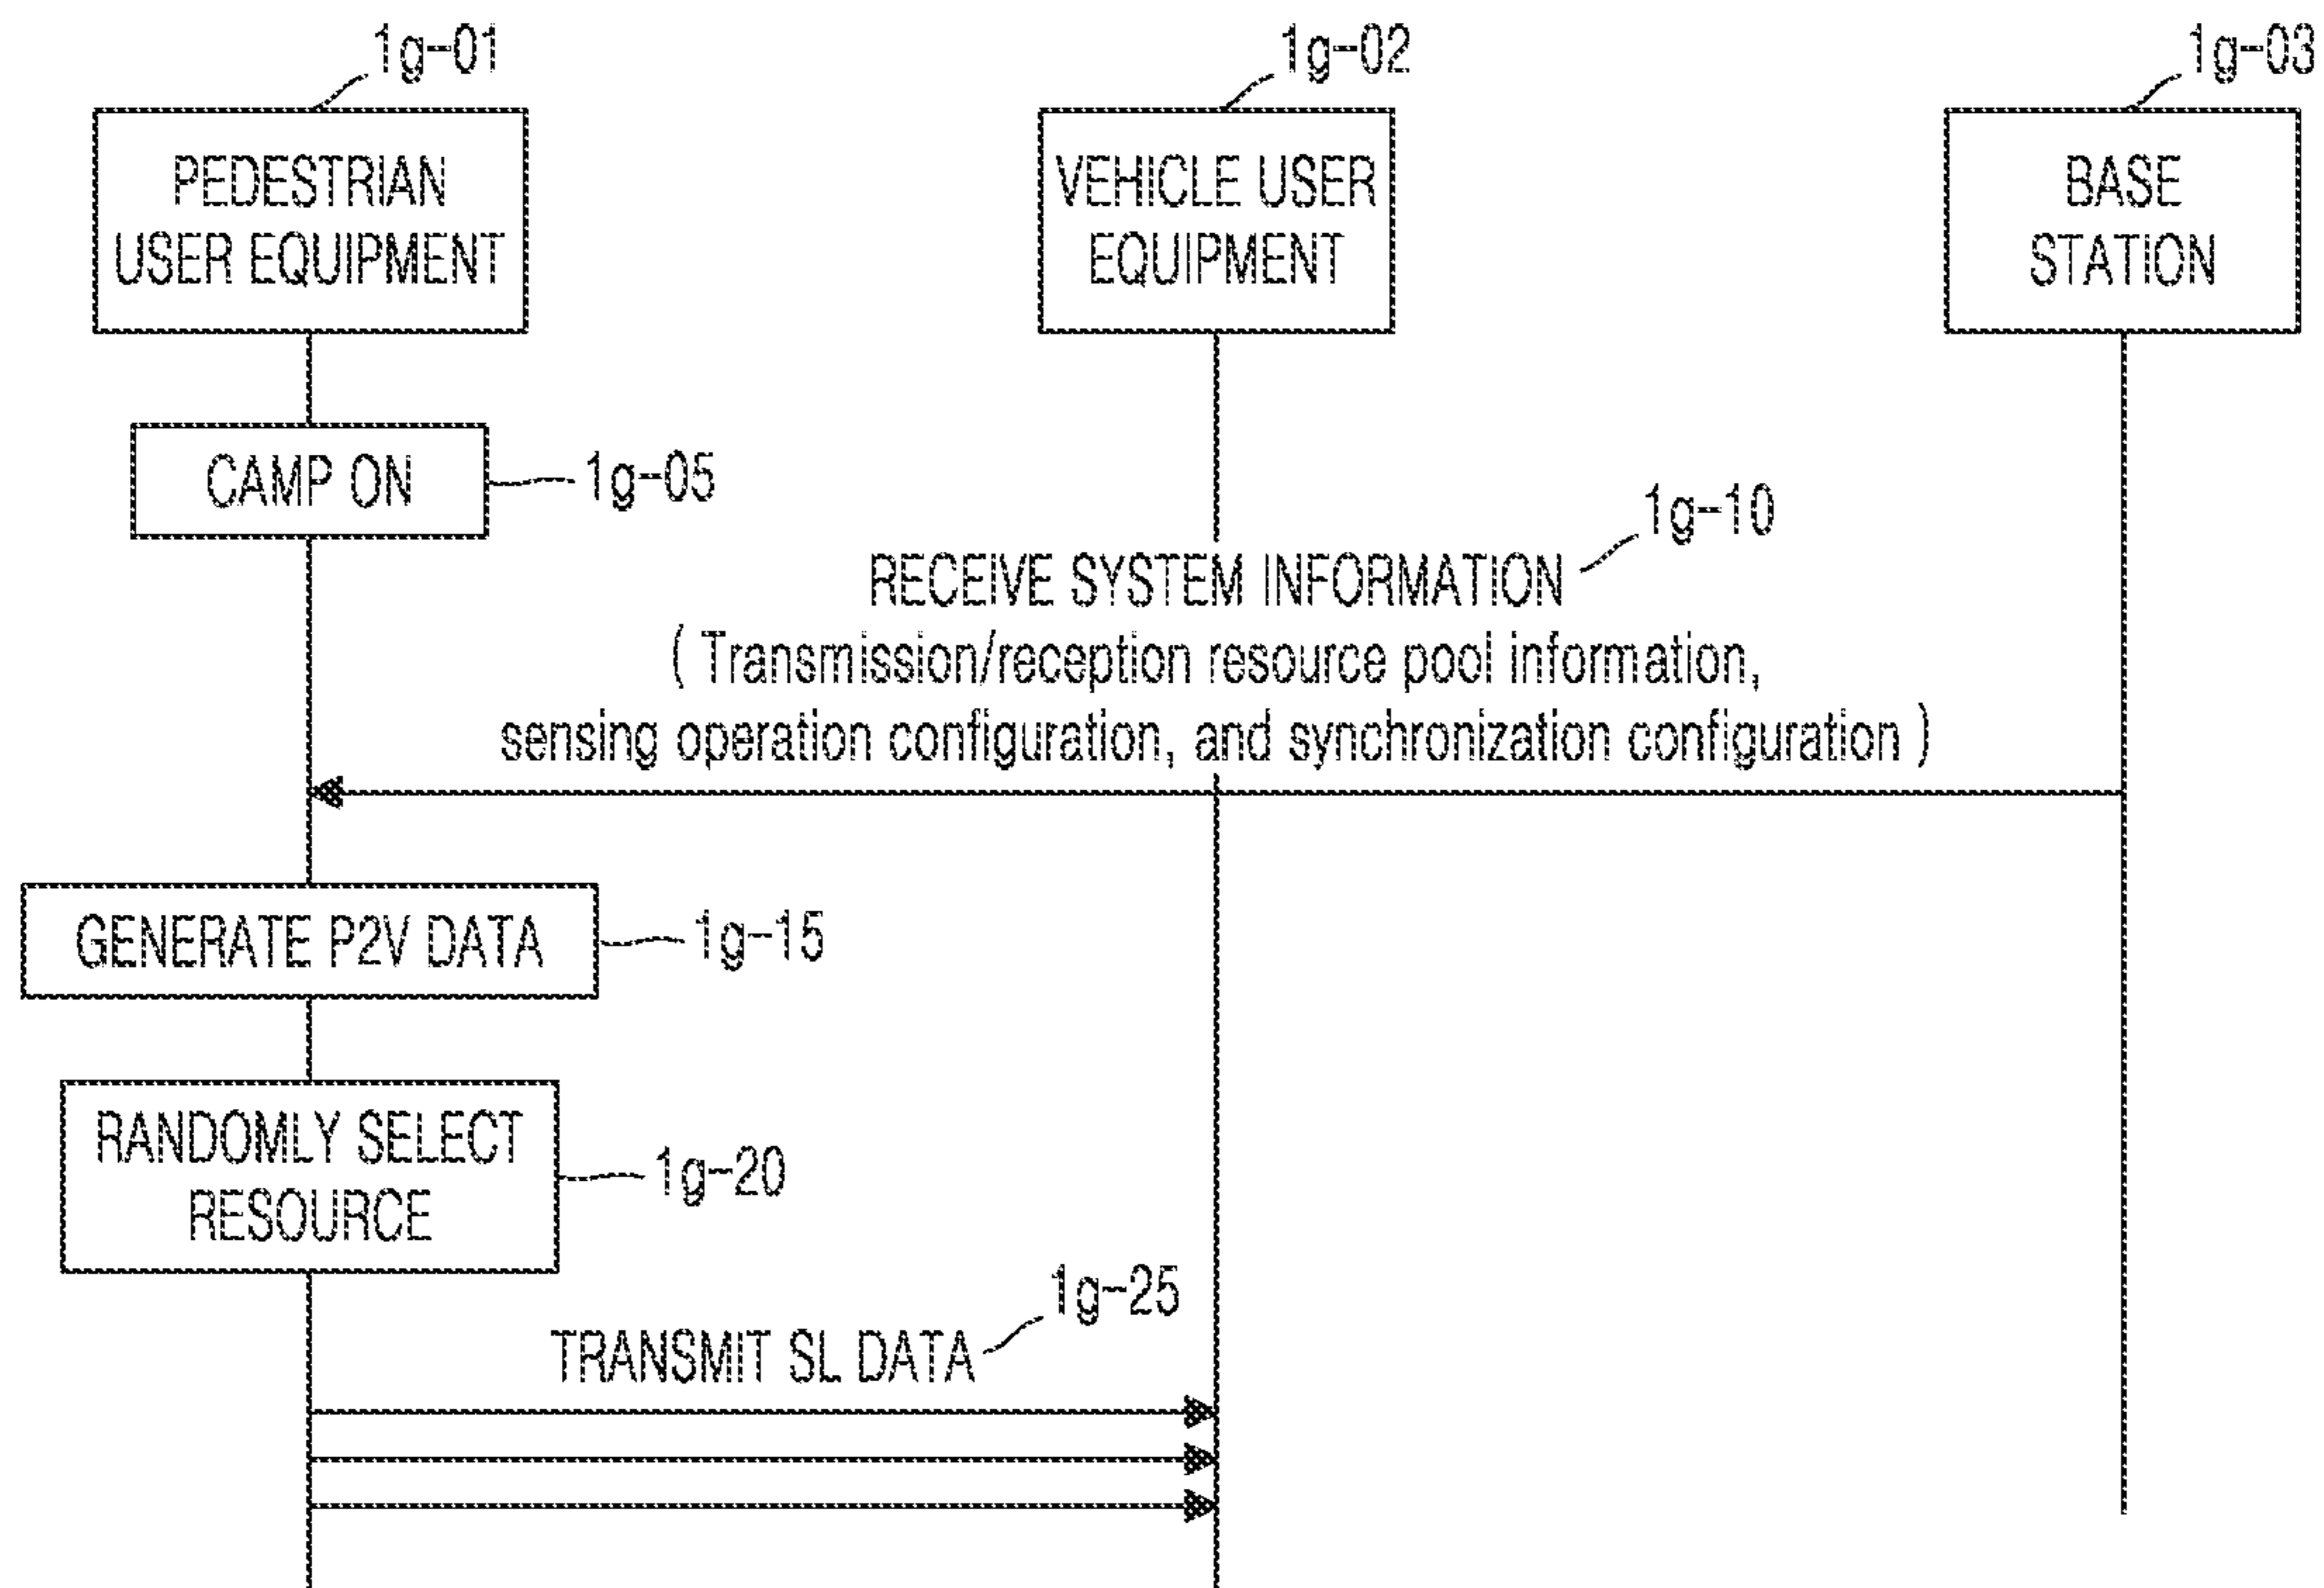 1g-01
1g-02
1g-03
PEDESTRIAN
USER EQUIPMENT
VEHICLE USER
EQUIPMENT
BASE
STATION
CAMP ON
1g-05
1g-10
RECEIVE SYSTEM INFORMATION
( Transmission/reception resource pool information,
sensing operation configuration, and synchronization configuration )
GENERATE P2V DATA
1g-15
RANDOMLY SELECT
RESOURCE
1g-20
1g-25
TRANSMIT SL DATA